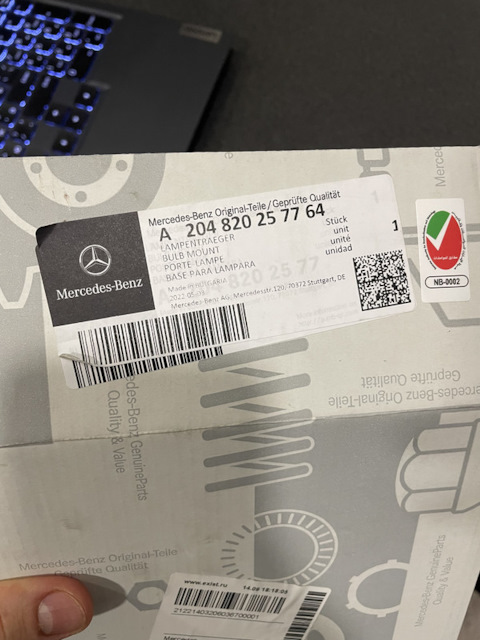 Mercedes-Benz Original-Teile / Geprüfte Qualität
A 204 820 25 77 64
LAMPENTRAEGER
BULB MOUNT
PORTE-LAMPE
BASE PARA LAMPARA
Stück
unit
unité
unidad
1
Mercedes-Benz AG, Mercedesstr. 120, 70372 Stuttgart, DE
Mercedes-Benz
NB-0002
Geprüfte Qualität
Mercedes-Benz Original-Teile
Mercedes-Benz GenuineParts
Quality & Value
Mercedes-Benz Original-Teile
Geprüfte Qualität
Mercedes-Benz GenuineParts
Quality & Value
www.exist.ru